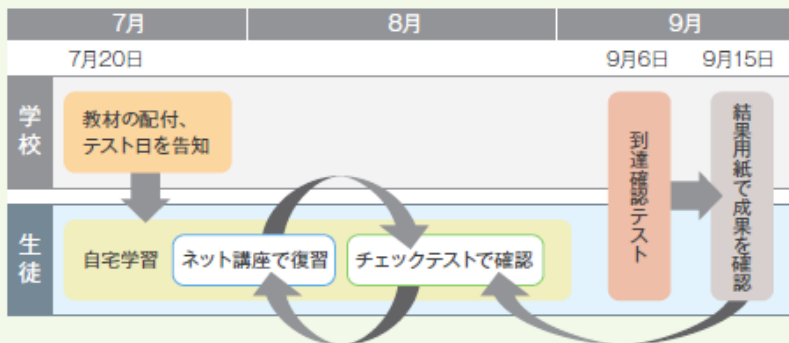 7月
8月
9月
7月20日
9月6日
9月15日
学校
教材の配付、
テスト日を告知
到達確認テスト
結果用紙で成果を確認
生徒
自宅学習
ネット講座で復習
チェックテストで確認